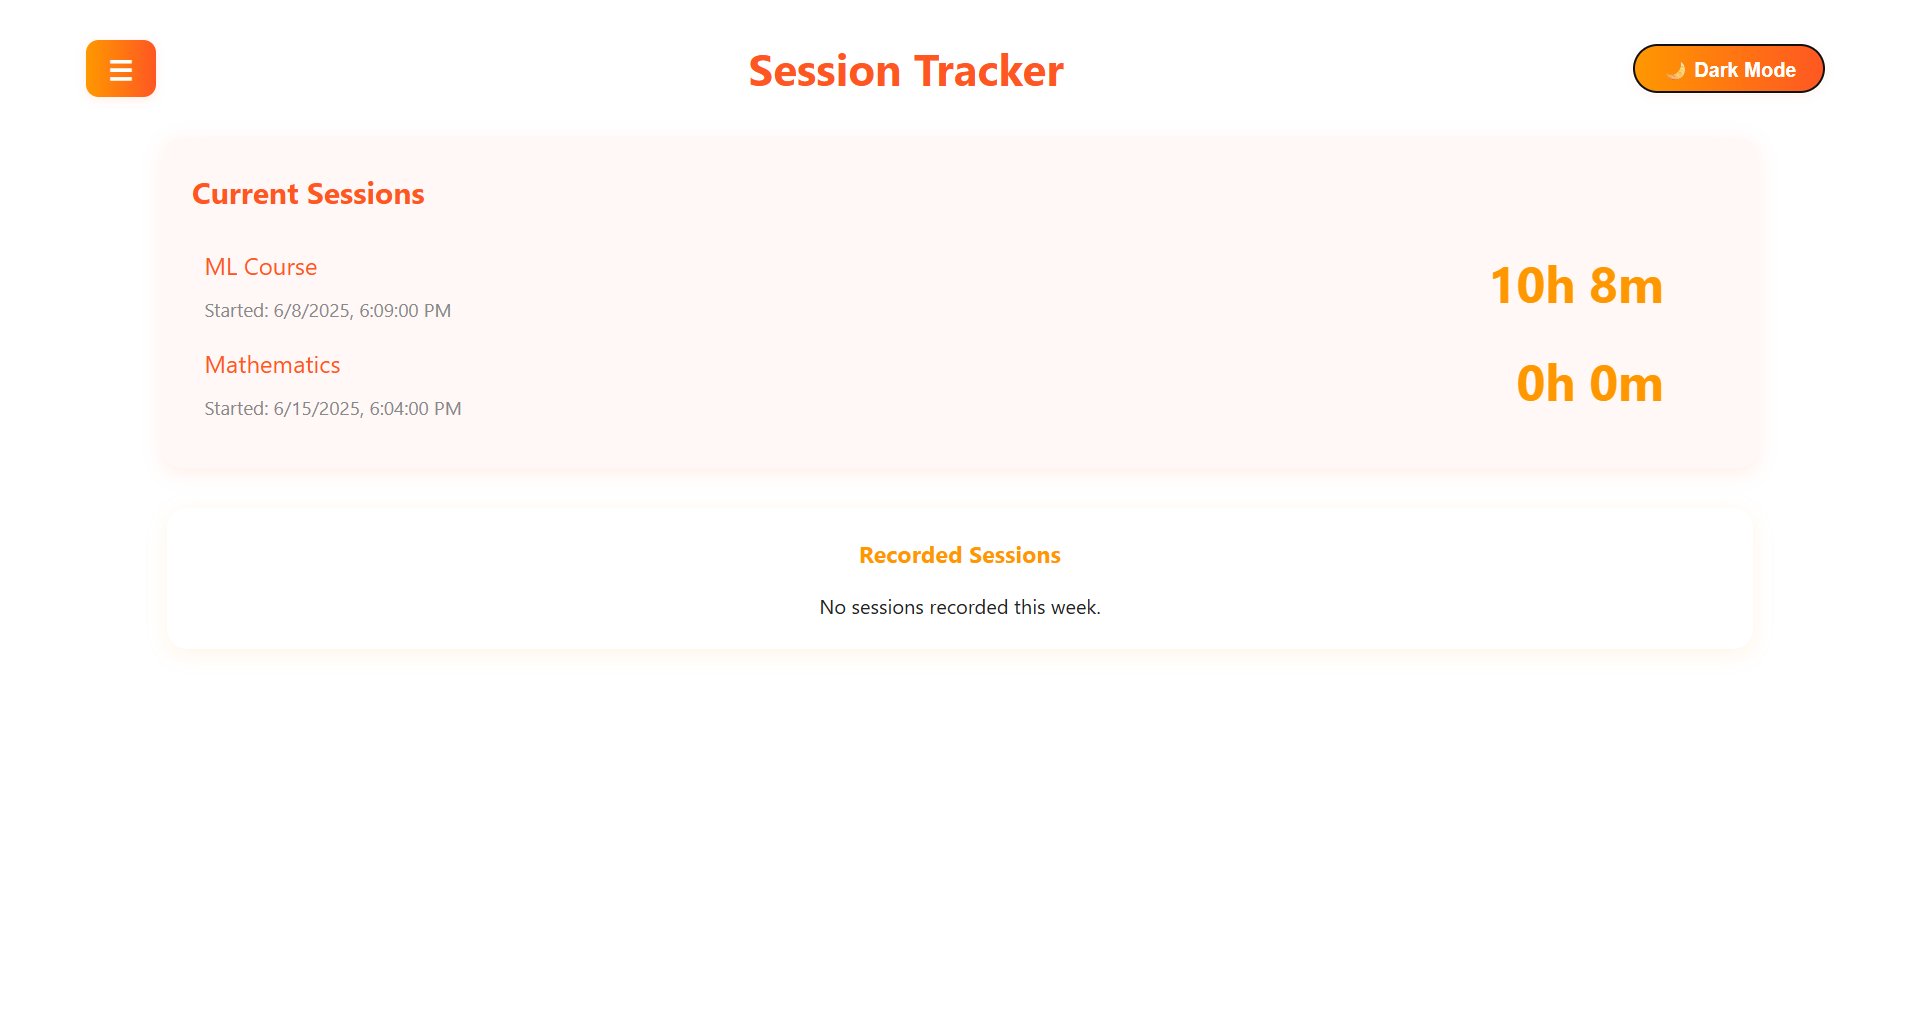 ☰
Session Tracker
🌙 Dark Mode
Current Sessions
ML Course
10h 8m
Started: 6/8/2025, 6:09:00 PM
Mathematics
0h 0m
Started: 6/15/2025, 6:04:00 PM
Recorded Sessions
No sessions recorded this week.